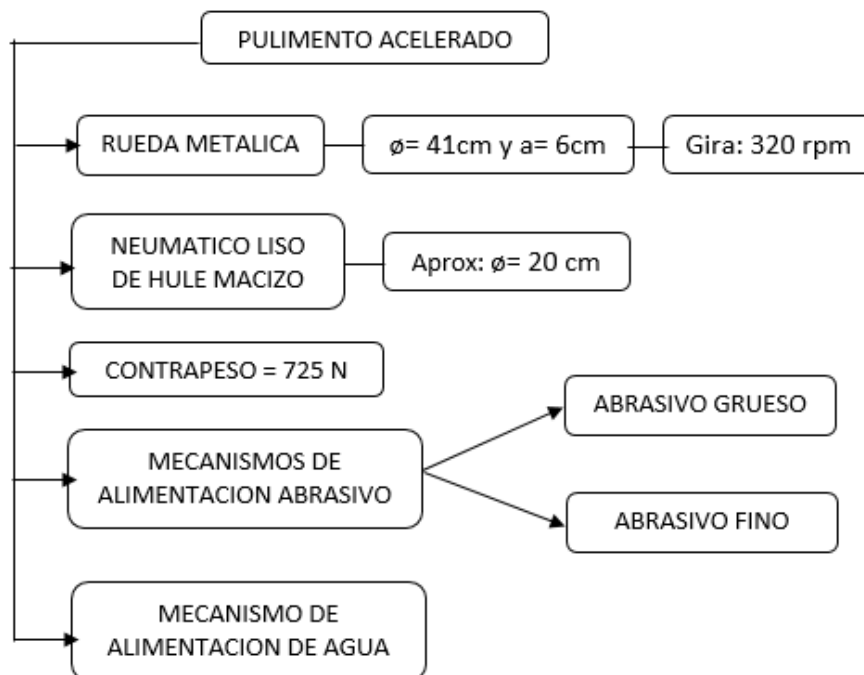 PULIMENTO ACELERADO
RUEDA METALICA
ø= 41cm y a= 6cm
Gira: 320 rpm
NEUMATICO LISO
DE HULE MACIZO
Aprox: ø= 20 cm
CONTRAPESO = 725 N
MECANISMOS DE
ALIMENTACION ABRASIVO
ABRASIVO GRUESO
ABRASIVO FINO
MECANISMO DE
ALIMENTACION DE AGUA